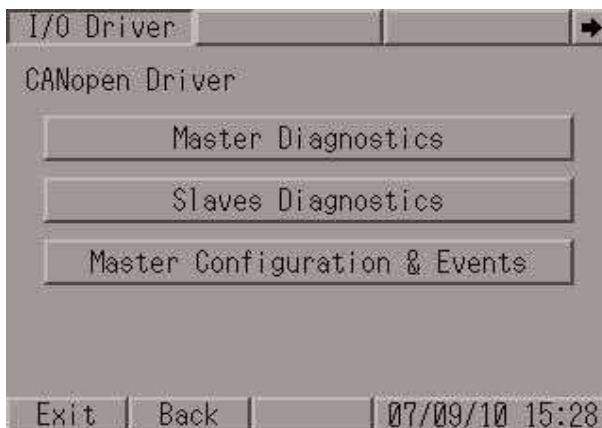 I/O Driver
CANopen Driver
Master Diagnostics
Slaves Diagnostics
Master Configuration & Events
Exit Back 07/09/10 15:28